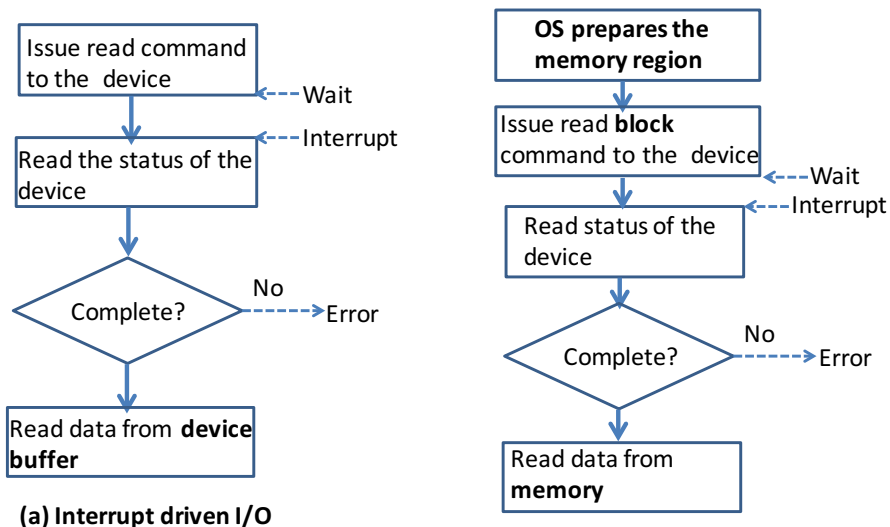 Issue read command
to the device
Wait
Interrupt
Read the status of the
device
Complete?
No
Error
Read data from device
buffer
(a) Interrupt driven I/O
OS prepares the
memory region
Issue read block
command to the device
Wait
Interrupt
Read status of the
device
Complete?
No
Error
Read data from
memory